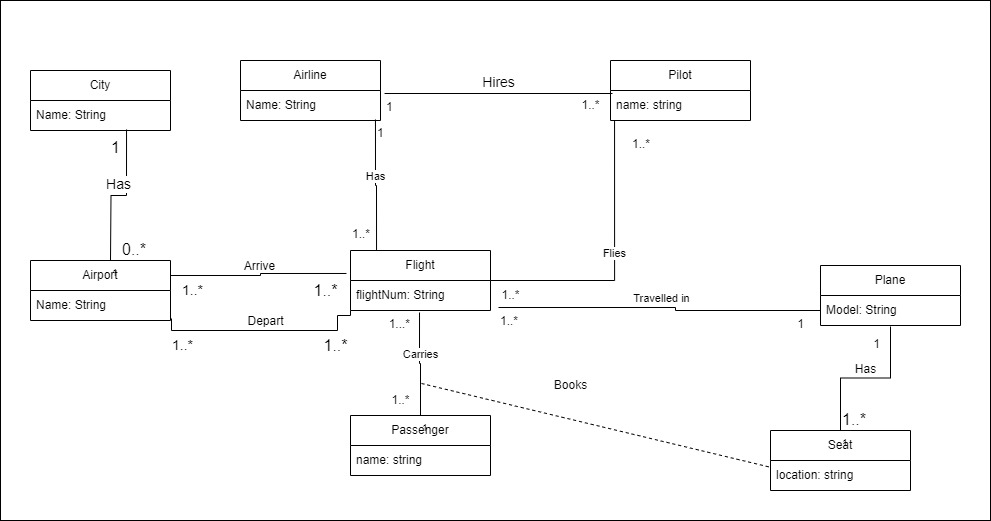 City
Name: String
Airline
Name: String
Pilot
name: string
Hires
1
1..*
1
Has
0..*
1
Has
1..*
1..*
Flies
1..*
Airport
Name: String
Arrive
1..*
1..*
Depart
1..*
1..*
Flight
flightNum: String
Travelled in
1..*
1
Plane
Model: String
1
Has
1..*
1...*
Carries
1..*
Books
Passenger
name: string
Seat
location: string